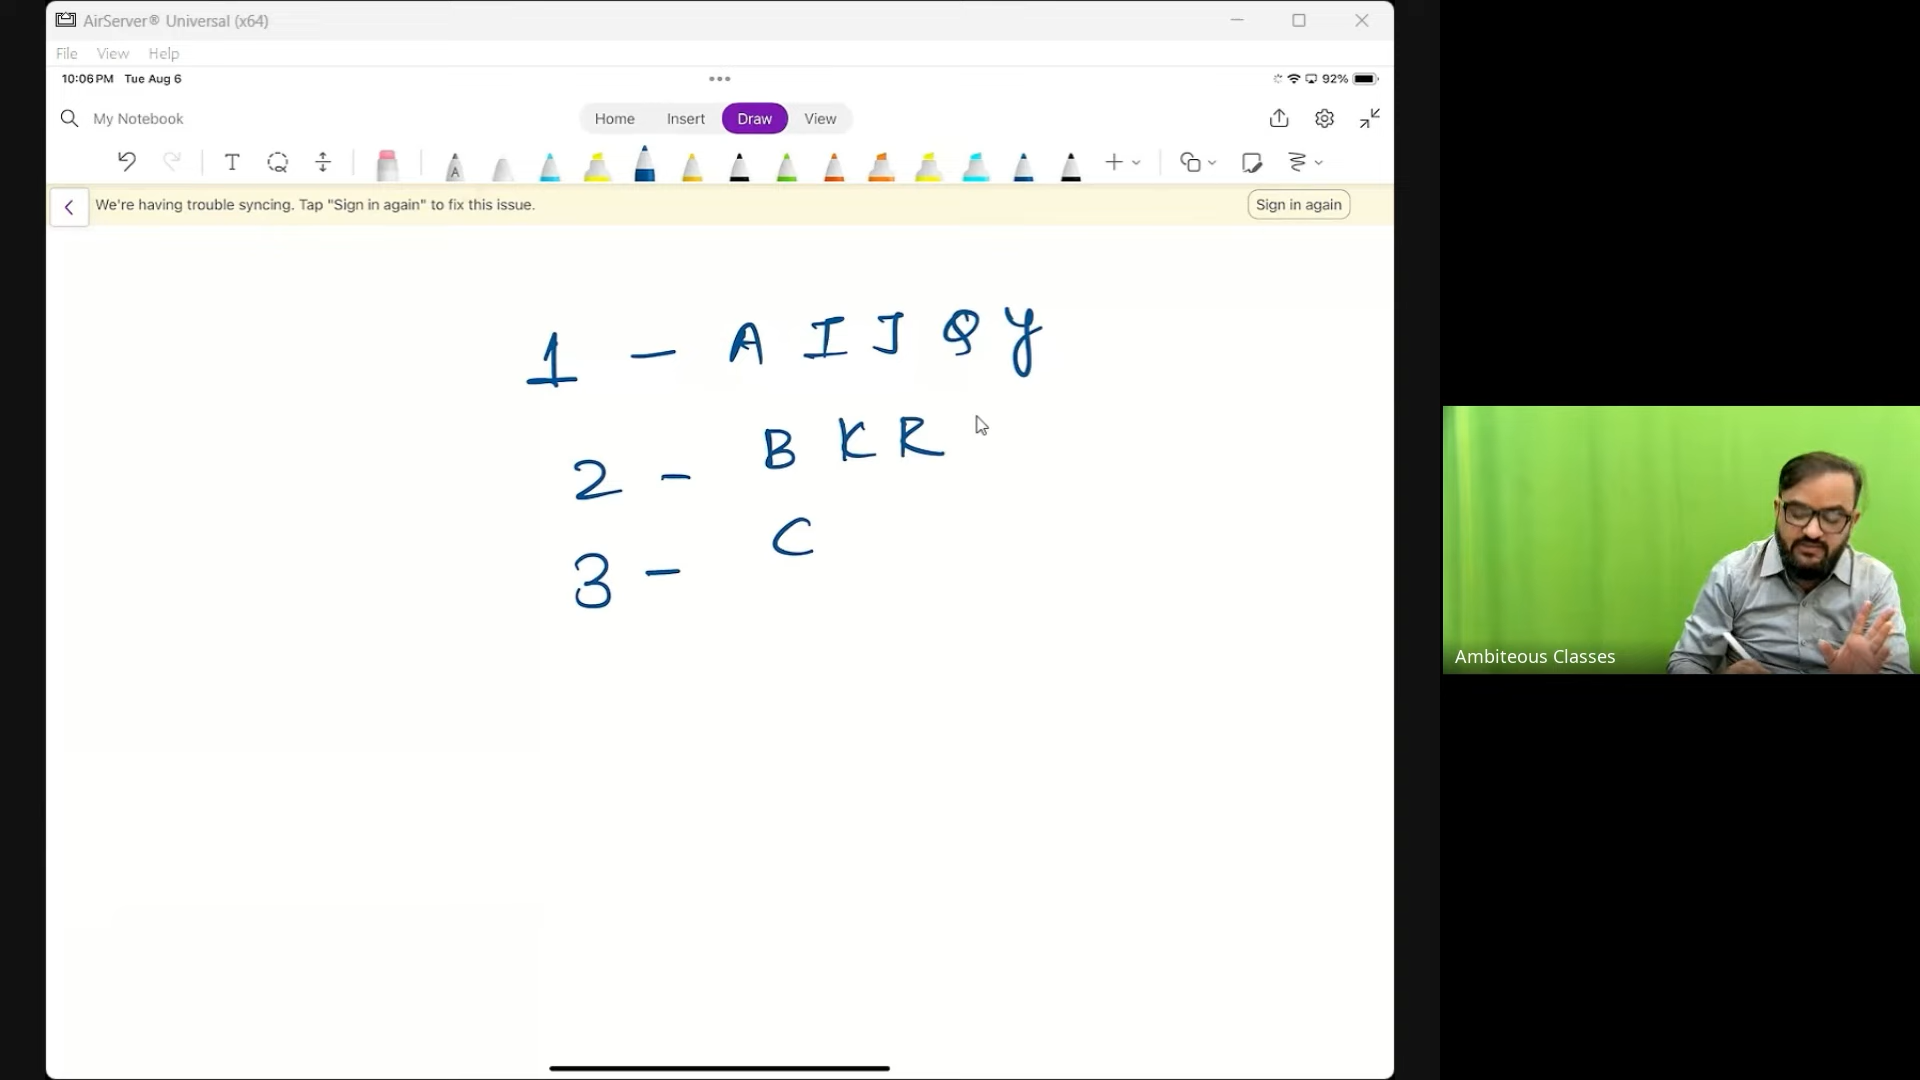 AirServer® Universal (x64)
File View Help
10:06 PM Tue Aug 6
92%
My Notebook
Home Insert Draw View
T
A
We're having trouble syncing. Tap "Sign in again" to fix this issue.
Sign in again
1 - A I J Q Y
2 - B K R
3 - C
Ambiteous Classes